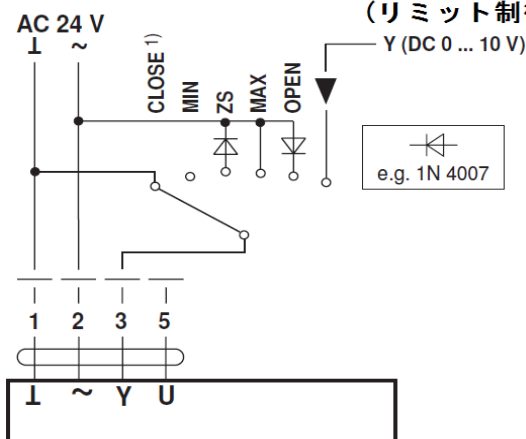 (リミット制
AC 24 V
⊥ ~
Y (DC 0 ... 10 V)
CLOSE 1)
MIN
ZS
MAX
OPEN
e.g. 1N 4007
1 2 3 5
⊥ ~ Y U